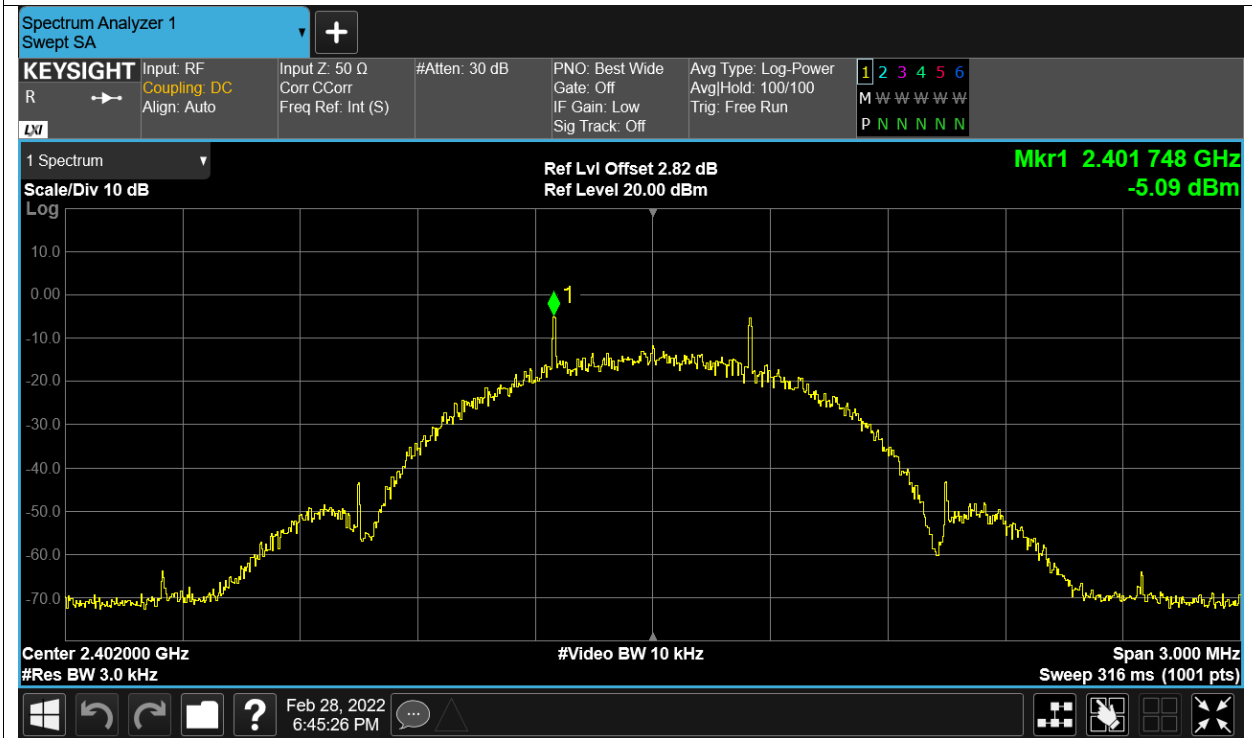 Spectrum Analyzer 1
Swept SA
+
KEYSIGHT
R
LXI
Input: RF
Coupling: DC
Align: Auto
Input Z: 50 Ω
Corr CCorr
Freq Ref: Int (S)
#Atten: 30 dB
PNO: Best Wide
Gate: Off
IF Gain: Low
Sig Track: Off
Avg Type: Log-Power
Avg|Hold: 100/100
Trig: Free Run
1 2 3 4 5 6
M W W W W W
P N N N N N
1 Spectrum
Scale/Div 10 dB
Log
Ref Lvl Offset 2.82 dB
Ref Level 20.00 dBm
Mkr1 2.401 748 GHz
-5.09 dBm
10.0
0.00
-10.0
-20.0
-30.0
-40.0
-50.0
-60.0
-70.0
1
Center 2.402000 GHz
#Res BW 3.0 kHz
#Video BW 10 kHz
Span 3.000 MHz
Sweep 316 ms (1001 pts)
?
Feb 28, 2022
6:45:26 PM